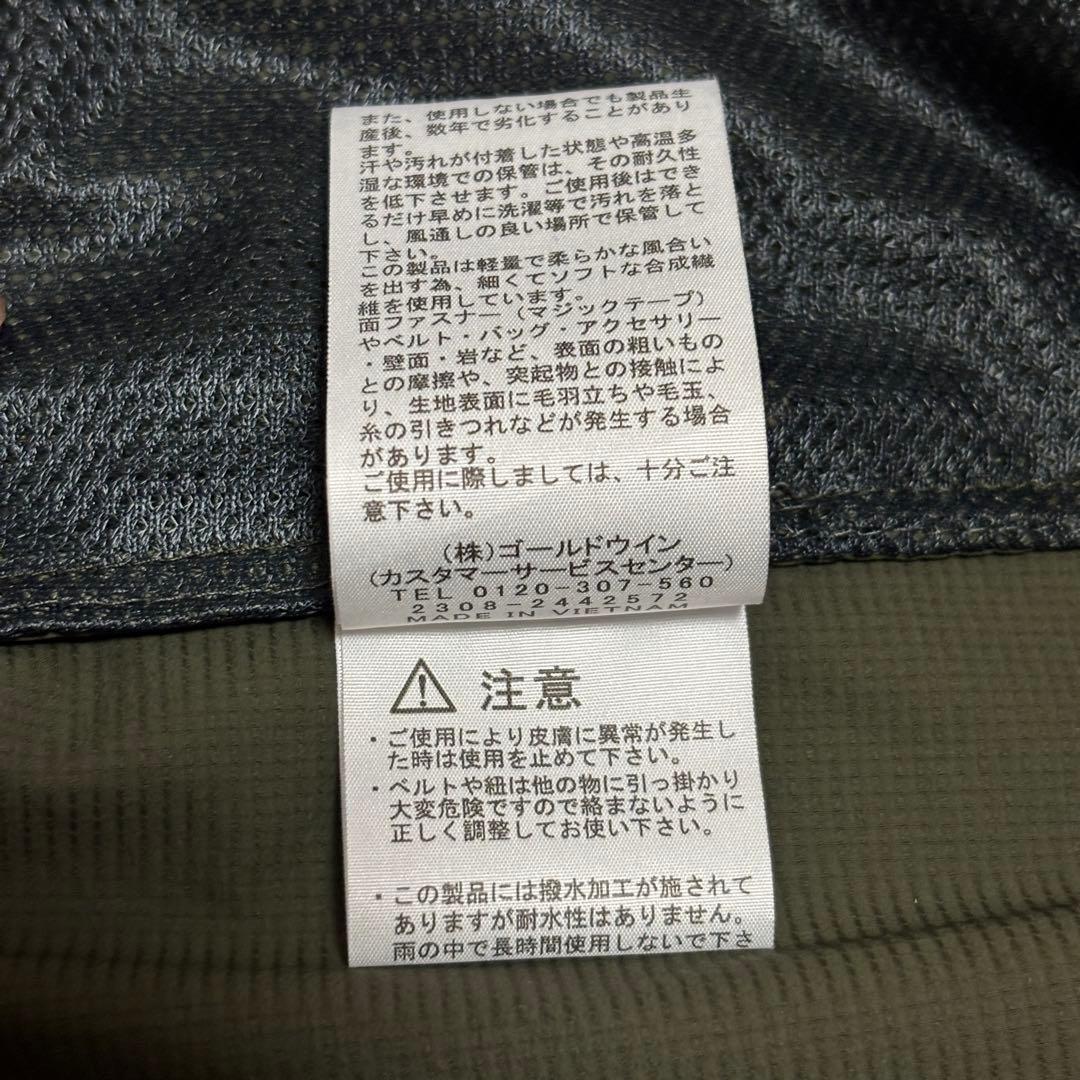 また、使用しない場合でも製品生
産後、数年で劣化することがあり
ます。
汗や汚れが付着した状態や高温多
湿な環境での保管は、その耐久性
を低下させます。ご使用後はでき
るだけ早めに洗濯等で汚れを落と
し、風通しの良い場所で保管して
下さい。
この製品は軽量で柔らかな風合い
を出す為、細くてソフトな合成繊
維を使用しています。
面ファスナー(マジックテープ)
やベルト・バッグ・アクセサリー
・壁面・岩など、表面の粗いもの
との摩擦や、突起物との接触によ
り、生地表面に毛羽立ちや毛玉、
糸の引きつれなどが発生する場合
があります。
ご使用に際しましては、十分ご注
意下さい。
(株)ゴールドウイン
(カスタマーサービスセンター)
TEL 0120-307-560
2308-2442572
MADE IN VIETNAM
注意
・ご使用により皮膚に異常が発生し
た時は使用を止めて下さい。
・ベルトや紐は他の物に引っ掛かり
大変危険ですので絡まないように
正しく調整してお使い下さい。
・この製品には撥水加工が施されて
ありますが耐水性はありません。
雨の中で長時間使用しないで下さ